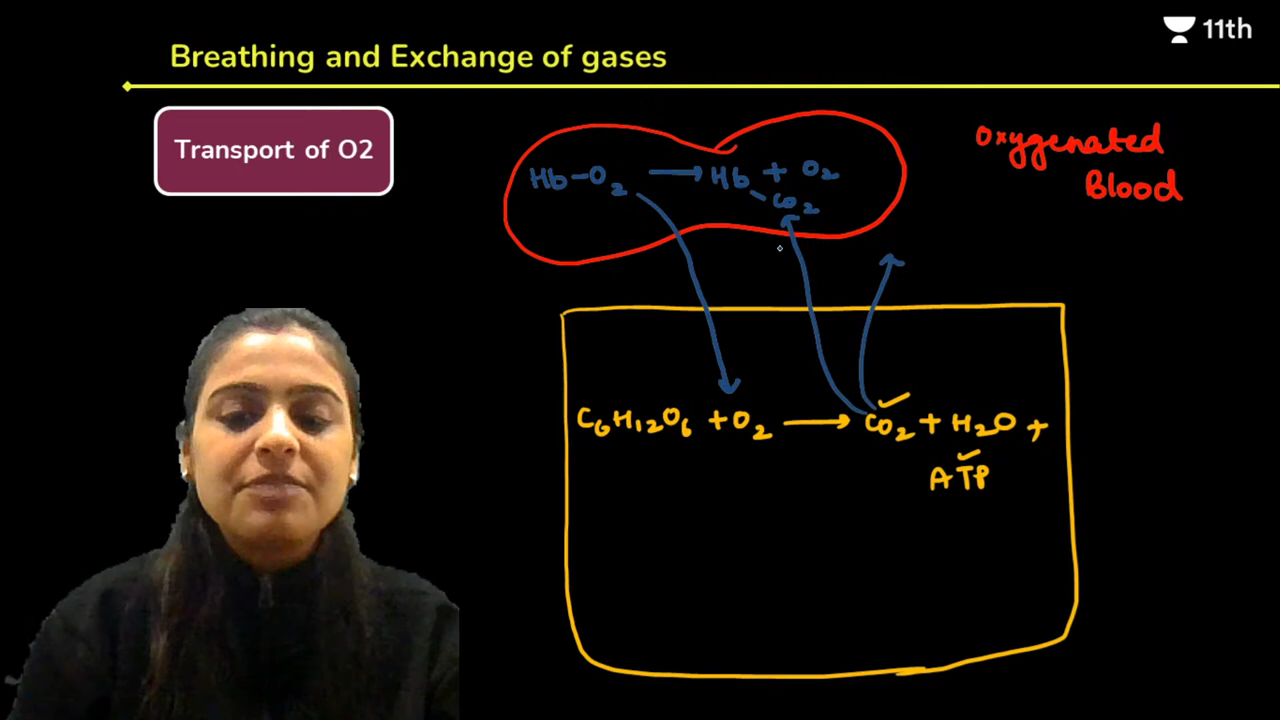 11th
Breathing and Exchange of gases
Transport of O2
Oxygenated
Blood
Hb-O₂ → Hb + O₂
CO₂
C₆H₁₂O₆ + O₂ → CO₂ + H₂O +
ATP